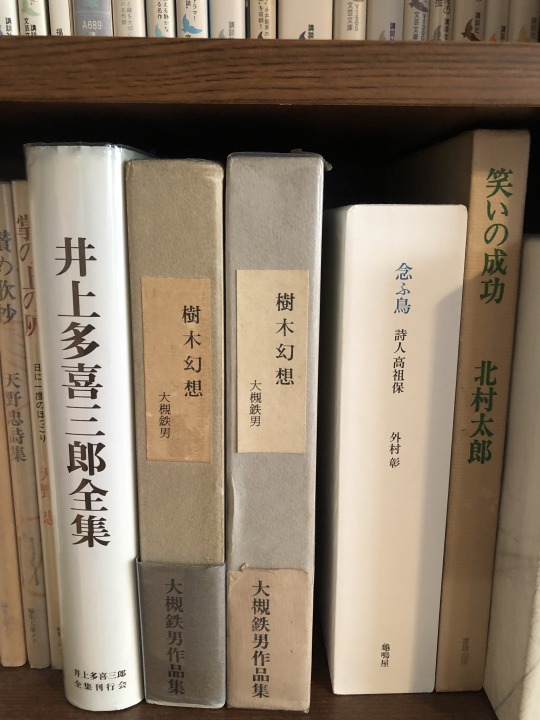 A689
天野忠詩集
井上多喜三郎全集
井上多喜三郎
全集刊行会
樹木幻想
大槻鉄男
大槻鉄男作品集
樹木幻想
大槻鉄男
大槻鉄男作品集
念ふ鳥
詩人 高祖保
外村 彰
龜鳴屋
笑いの成功
北村太郎